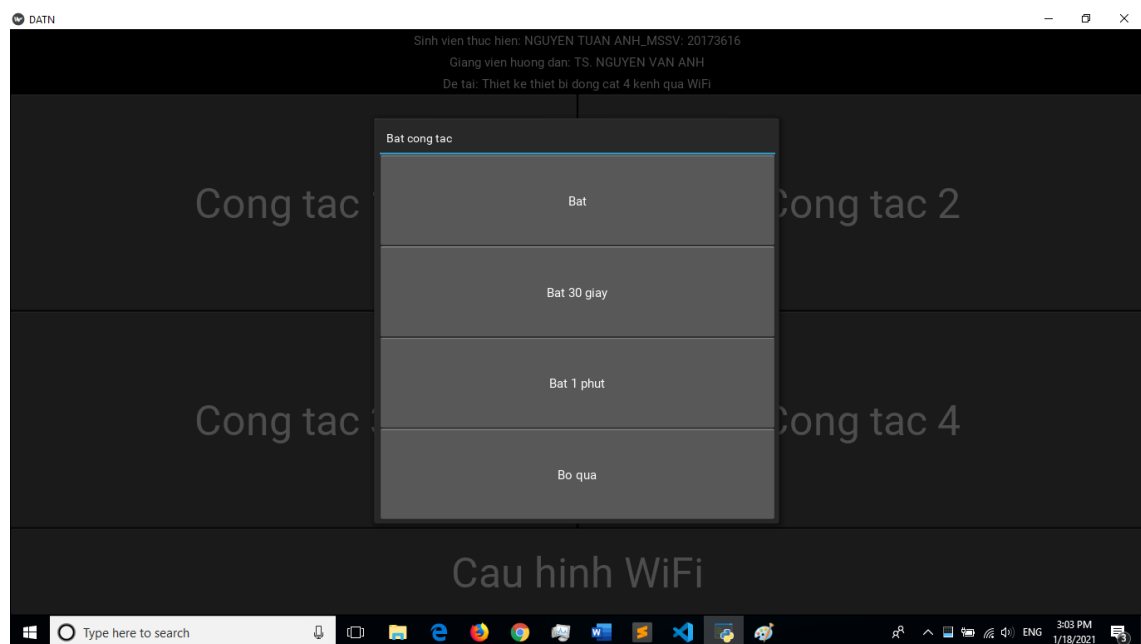 DATN
Sinh vien thuc hien: NGUYEN TUAN ANH_MSSV: 20173616
Giang vien huong dan: TS. NGUYEN VAN ANH
De tai: Thiet ke thiet bi dong cat 4 kenh qua WiFi
Bat cong tac
Bat
Bat 30 giay
Bat 1 phut
Bo qua
Cong tac
Cong tac 2
Cong tac 3
Cong tac 4
Cau hinh WiFi
Type here to search
ENG
3:03 PM
1/18/2021
3